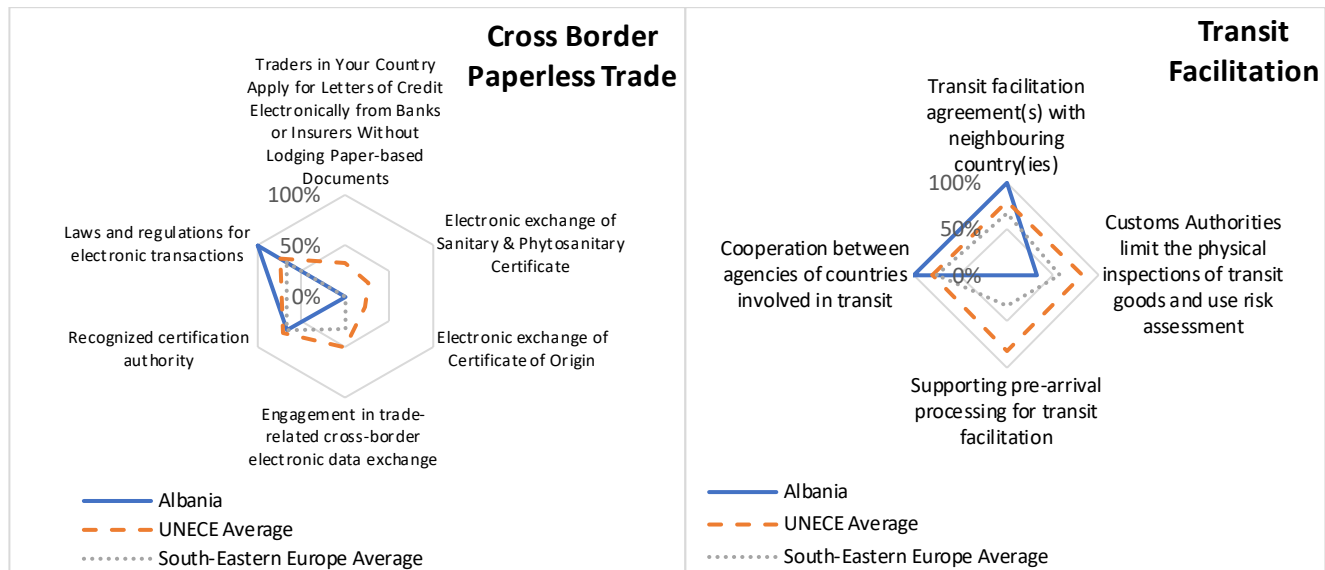 Cross Border
Paperless Trade
Traders in Your Country
Apply for Letters of Credit
Electronically from Banks
or Insurers Without
Lodging Paper-based
Documents
100%
50%
0%
Electronic exchange of
Sanitary & Phytosanitary
Certificate
Electronic exchange of
Certificate of Origin
Engagement in trade-
related cross-border
electronic data exchange
Recognized certification
authority
Laws and regulations for
electronic transactions
Albania
UNECE Average
South-Eastern Europe Average
Transit
Facilitation
Transit facilitation
agreement(s) with
neighbouring
country(ies)
100%
50%
0%
Customs Authorities
limit the physical
inspections of transit
goods and use risk
assessment
Supporting pre-arrival
processing for transit
facilitation
Cooperation between
agencies of countries
involved in transit
Albania
UNECE Average
South-Eastern Europe Average